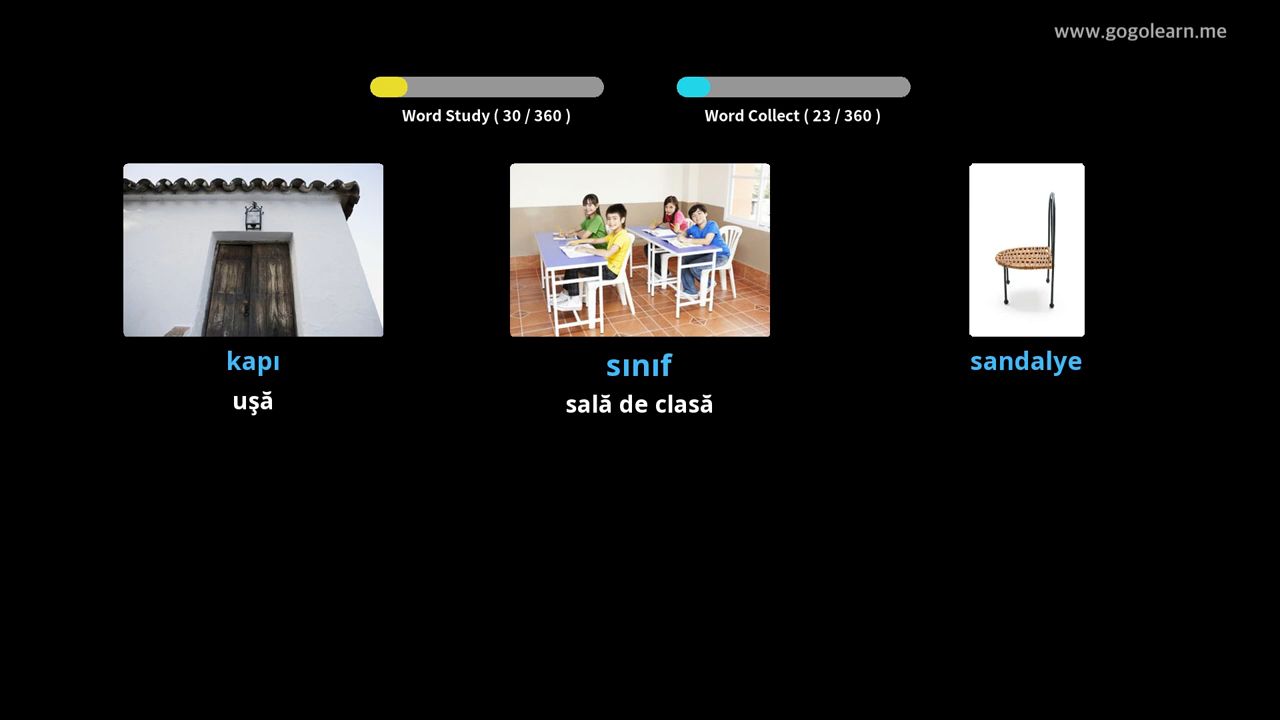 www.gogolearn.me
Word Study ( 30 / 360 )
Word Collect ( 23 / 360 )
kapı
sınıf
sandalye
uşă
sală de clasă